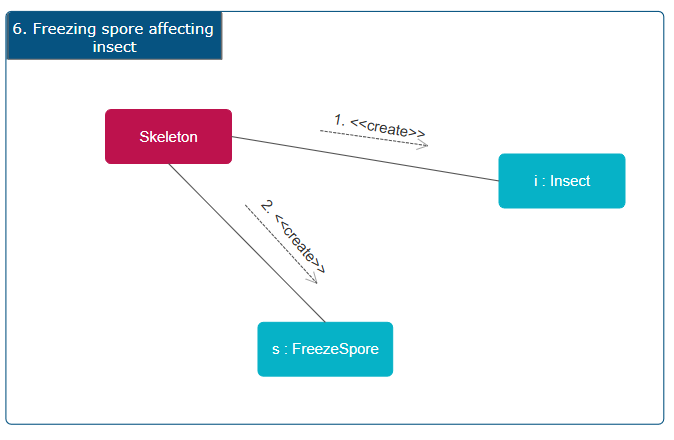 6. Freezing spore affecting
insect
Skeleton
1. <<create>>
i : Insect
2. <<create>>
s : FreezeSpore